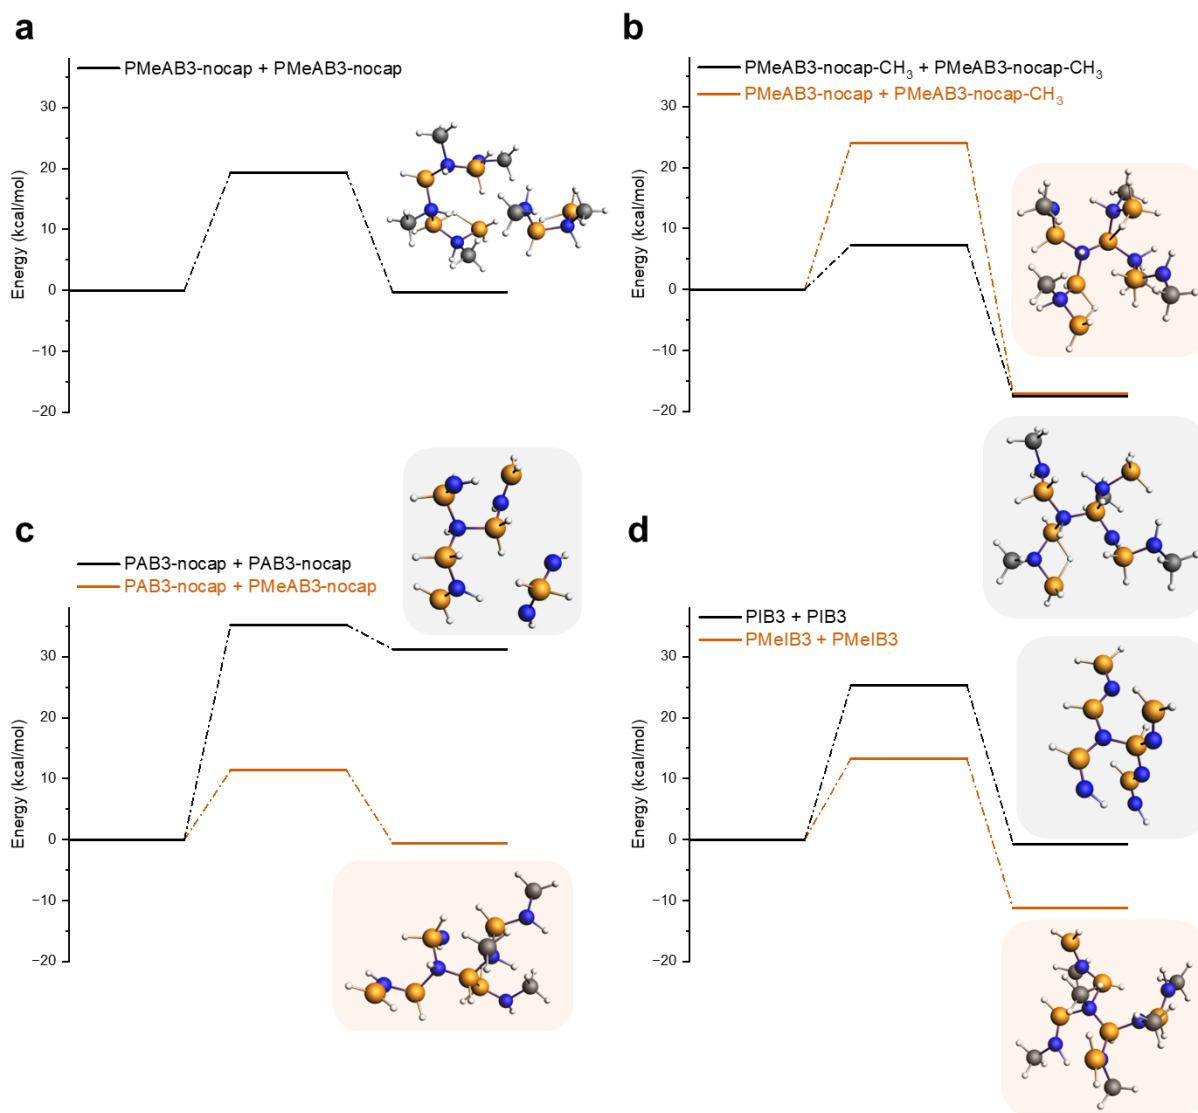 a
PMeAB3-nocap + PMeAB3-nocap
Energy (kcal/mol)
30
20
10
0
−10
−20
b
PMeAB3-nocap-CH₃ + PMeAB3-nocap-CH₃
PMeAB3-nocap + PMeAB3-nocap-CH₃
Energy (kcal/mol)
30
20
10
0
−10
−20
c
PAB3-nocap + PAB3-nocap
PAB3-nocap + PMeAB3-nocap
Energy (kcal/mol)
30
20
10
0
−10
−20
d
PIB3 + PIB3
PMeIB3 + PMeIB3
Energy (kcal/mol)
30
20
10
0
−10
−20